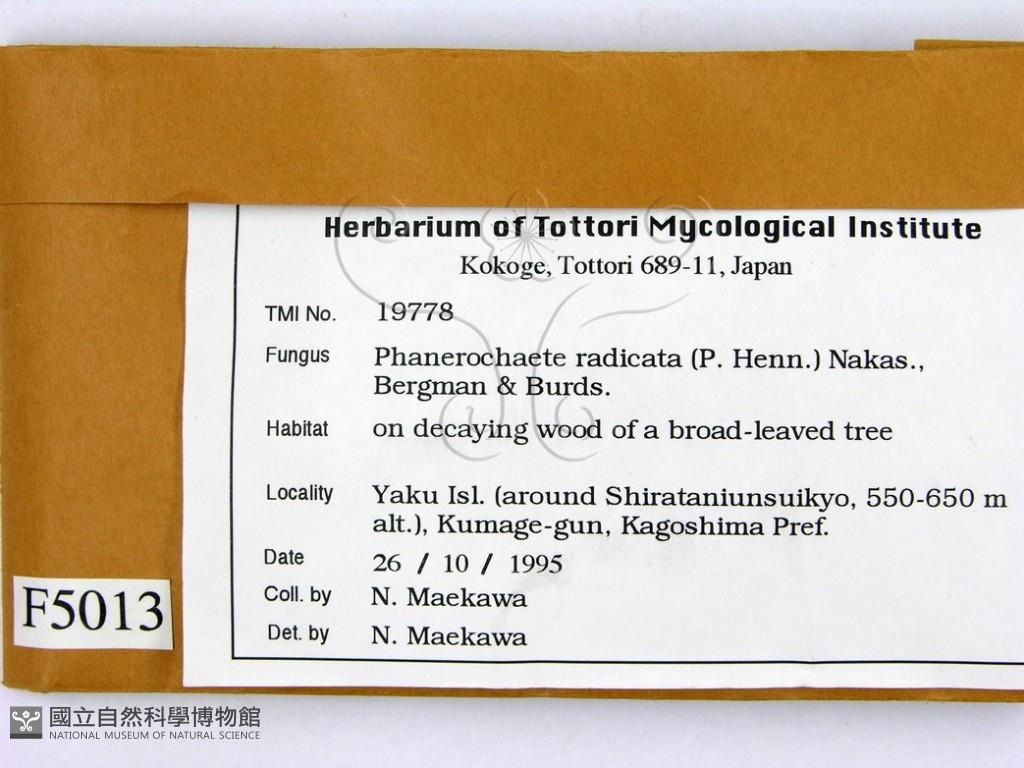 Herbarium of Tottori Mycological Institute
Kokoge, Tottori 689-11, Japan
TMI No. 19778
Fungus Phanerochaete radicata (P. Henn.) Nakas.,
Bergman & Burds.
Habitat on decaying wood of a broad-leaved tree
Locality Yaku Isl. (around Shirataniunsuikyo, 550-650 m
alt.), Kumage-gun, Kagoshima Pref.
Date 26 / 10 / 1995
Coll. by N. Maekawa
Det. by N. Maekawa
F5013
國立自然科學博物館
NATIONAL MUSEUM OF NATURAL SCIENCE